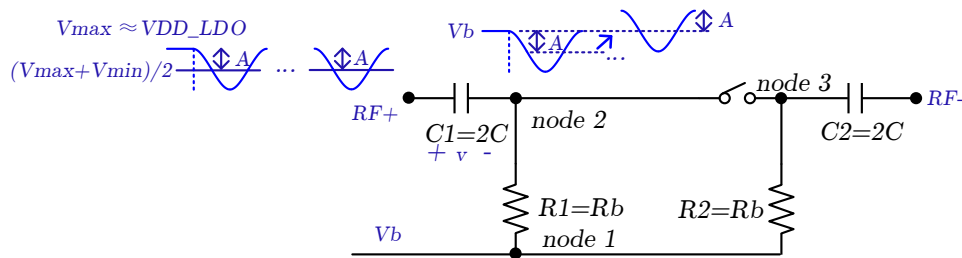 Vmax ≈ VDD_LDO
(Vmax+Vmin)/2
A
...
A
Vb
A
...
A
RF+
C1=2C
+ v -
node 2
node 3
C2=2C
RF-
R1=Rb
R2=Rb
Vb
node 1